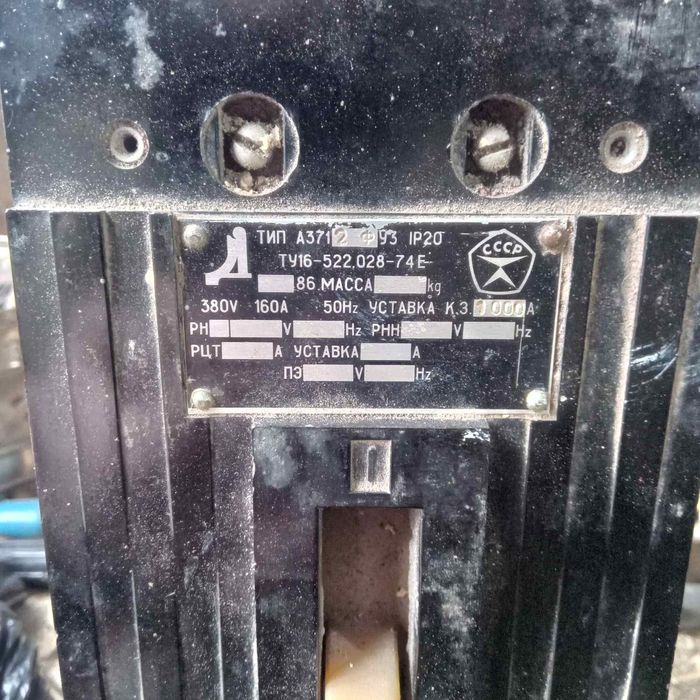 ТИП А3712 ФУ3 IP20
СССР
ТУ16-522.028-74Е
86 МАССА kg
380V 160А 50Hz УСТАВКА К.З. 1000А
РН V Hz РНН V Hz
РЦТ А УСТАВКА А
ПЭ V Hz